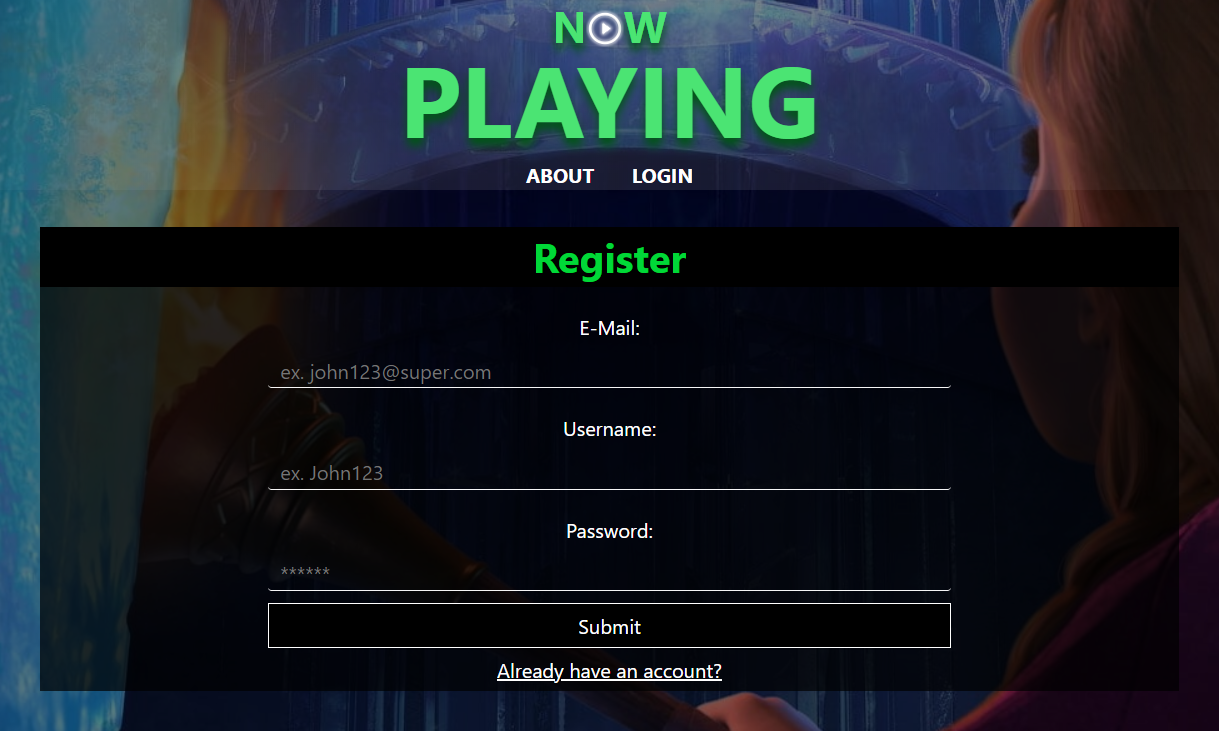 NOW
PLAYING
ABOUT LOGIN
Register
E-Mail:
ex. john123@super.com
Username:
ex. John123
Password:
******
Submit
Already have an account?